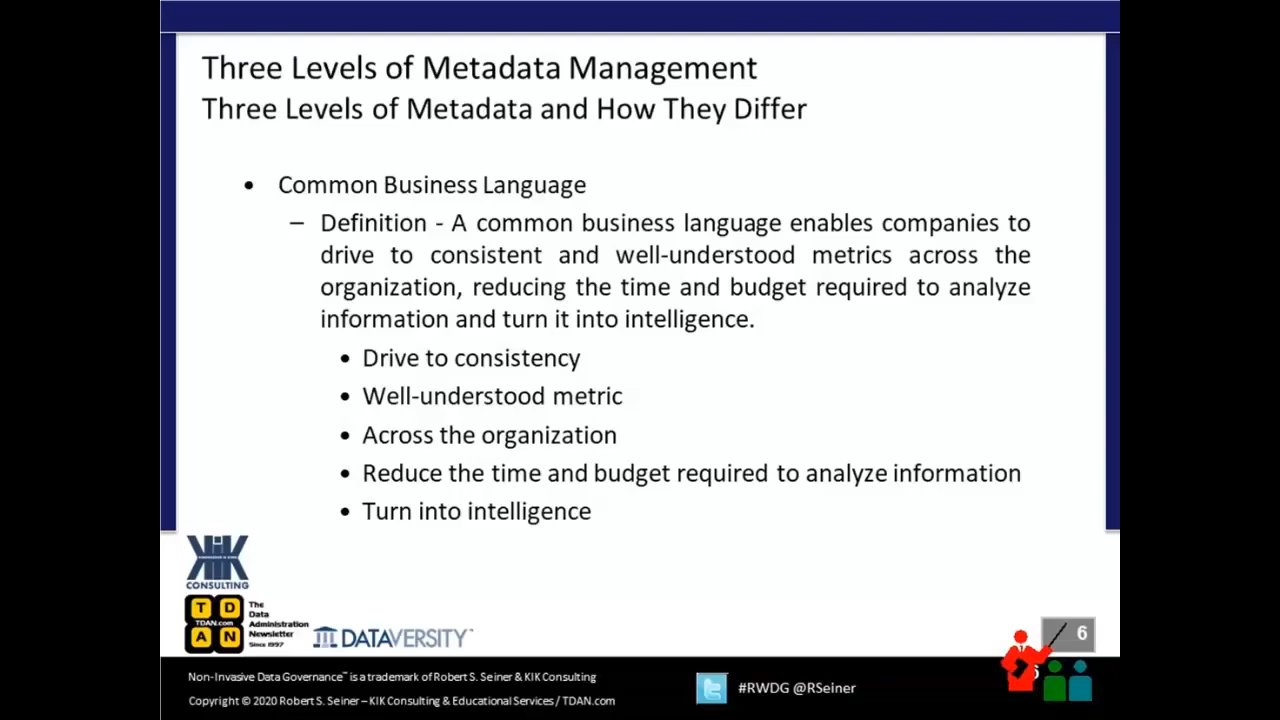 Three Levels of Metadata Management
Three Levels of Metadata and How They Differ
• Common Business Language
– Definition - A common business language enables companies to
drive to consistent and well-understood metrics across the
organization, reducing the time and budget required to analyze
information and turn it into intelligence.
• Drive to consistency
• Well-understood metric
• Across the organization
• Reduce the time and budget required to analyze information
• Turn into intelligence
KIK
CONSULTING
T D
TDAN.com
A N
The
Data
Administration
Newsletter
Since 1997
DATAVERSITY™
6
Non-Invasive Data Governance™ is a trademark of Robert S. Seiner & KIK Consulting
Copyright © 2020 Robert S. Seiner – KIK Consulting & Educational Services / TDAN.com
#RWDG @RSeiner